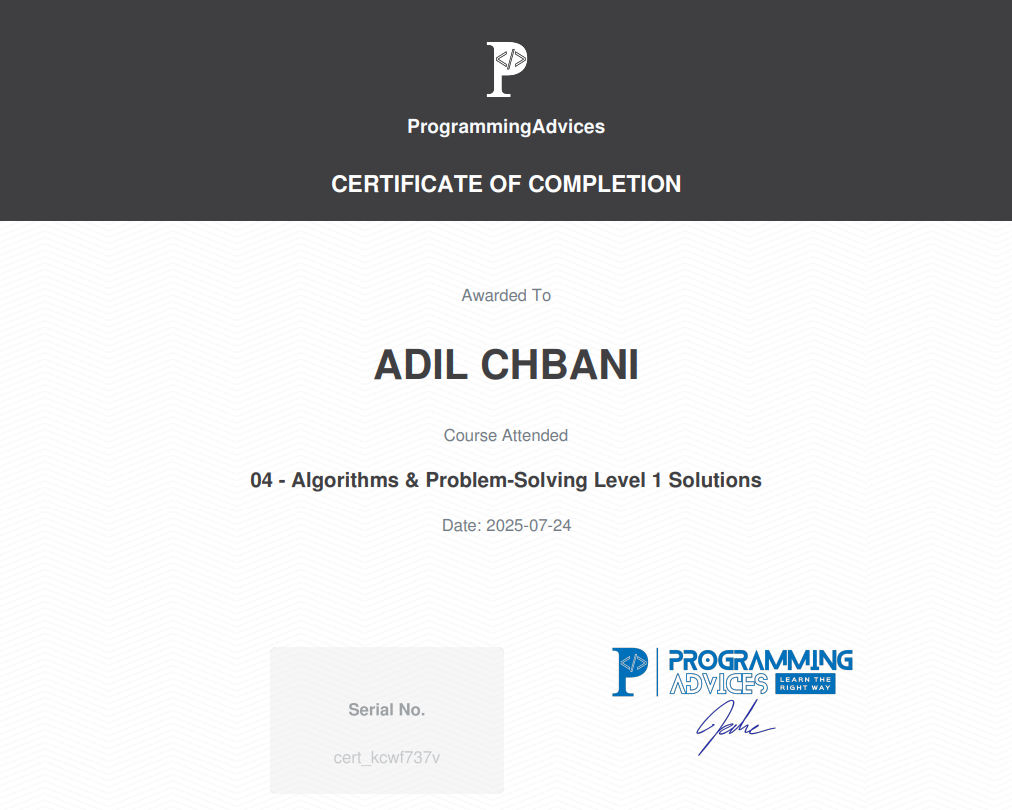 P
</>
ProgrammingAdvices
CERTIFICATE OF COMPLETION
Awarded To
ADIL CHBANI
Course Attended
04 - Algorithms & Problem-Solving Level 1 Solutions
Date: 2025-07-24
Serial No.
cert_kcwf737v
P
</>
PROGRAMMING
ADVICES
LEARN THE
RIGHT WAY